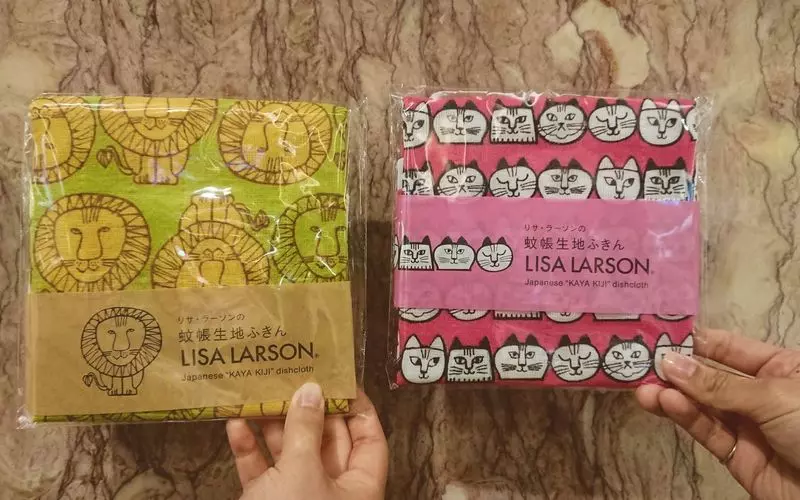 リサ・ラーソンの
蚊帳生地ふきん
LISA LARSON®
Japanese "KAYA KIJI" dishcloth
リサ・ラーソンの
蚊帳生地ふきん
LISA LARSON®
Japanese "KAYA KIJI" dishcloth